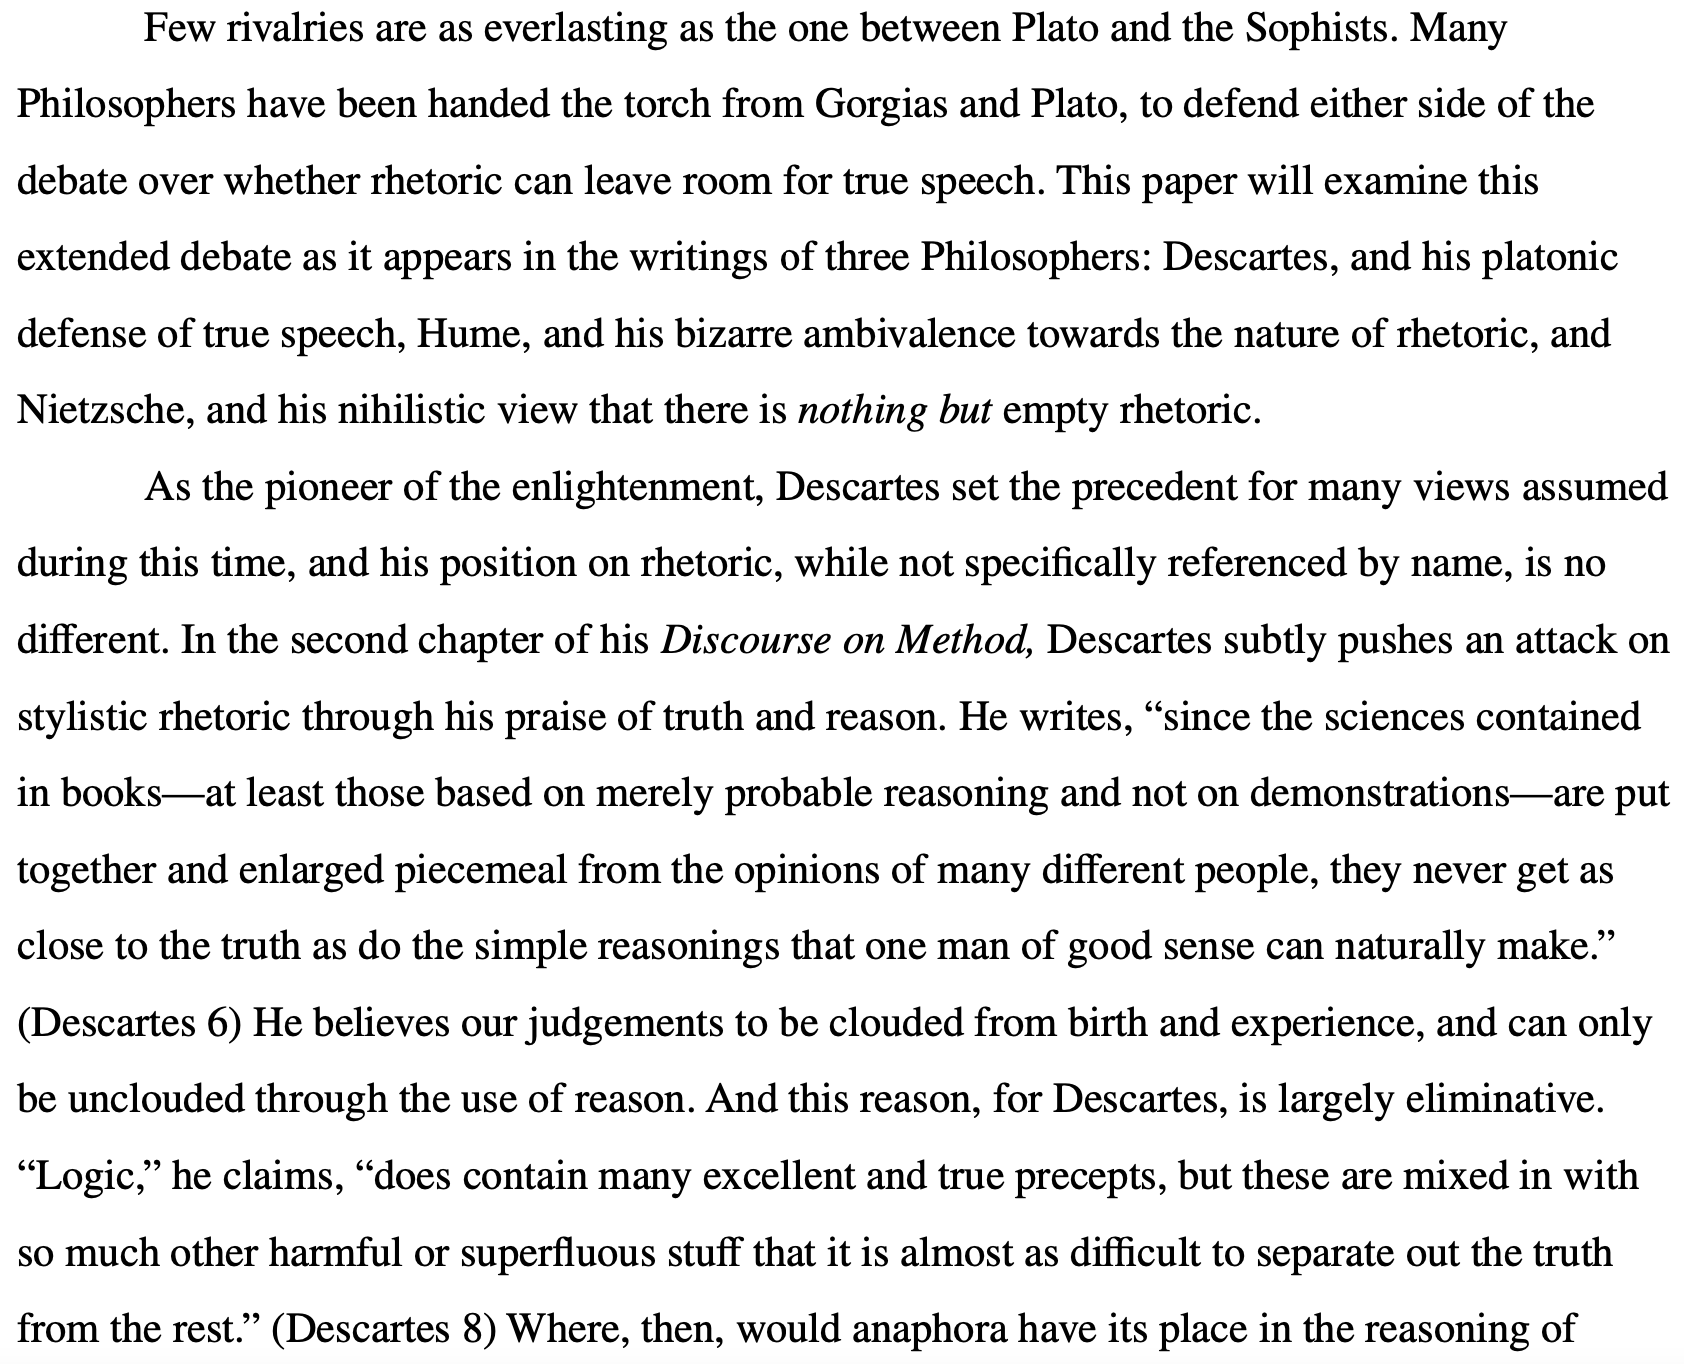 Few rivalries are as everlasting as the one between Plato and the Sophists. Many
Philosophers have been handed the torch from Gorgias and Plato, to defend either side of the
debate over whether rhetoric can leave room for true speech. This paper will examine this
extended debate as it appears in the writings of three Philosophers: Descartes, and his platonic
defense of true speech, Hume, and his bizarre ambivalence towards the nature of rhetoric, and
Nietzsche, and his nihilistic view that there is nothing but empty rhetoric.
As the pioneer of the enlightenment, Descartes set the precedent for many views assumed
during this time, and his position on rhetoric, while not specifically referenced by name, is no
different. In the second chapter of his Discourse on Method, Descartes subtly pushes an attack on
stylistic rhetoric through his praise of truth and reason. He writes, “since the sciences contained
in books—at least those based on merely probable reasoning and not on demonstrations—are put
together and enlarged piecemeal from the opinions of many different people, they never get as
close to the truth as do the simple reasonings that one man of good sense can naturally make.”
(Descartes 6) He believes our judgements to be clouded from birth and experience, and can only
be unclouded through the use of reason. And this reason, for Descartes, is largely eliminative.
“Logic,” he claims, “does contain many excellent and true precepts, but these are mixed in with
so much other harmful or superfluous stuff that it is almost as difficult to separate out the truth
from the rest.” (Descartes 8) Where, then, would anaphora have its place in the reasoning of